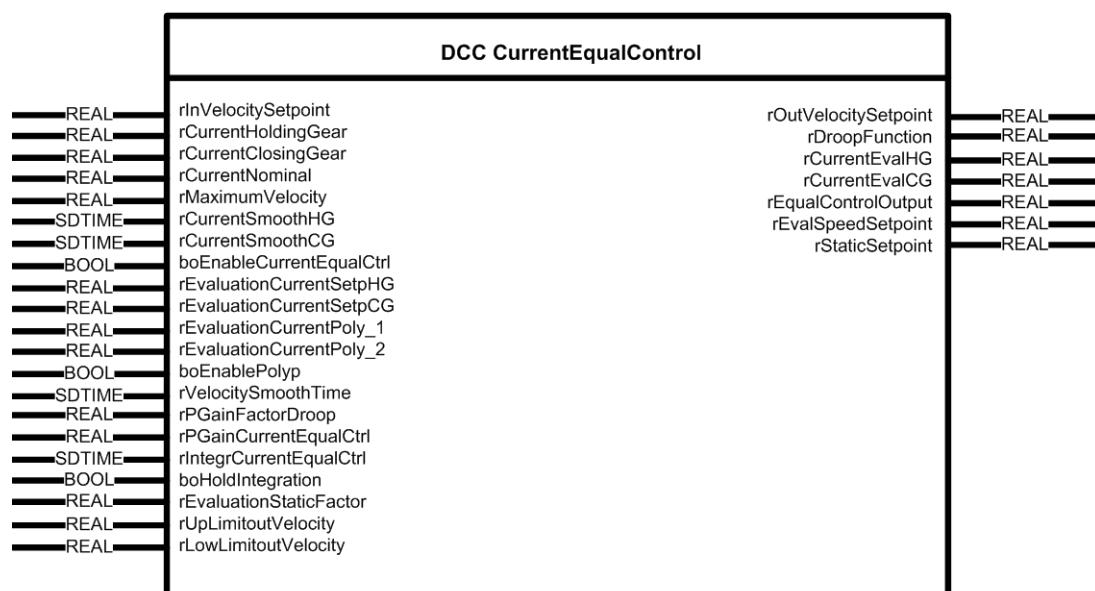 DCC CurrentEqualControl
REAL rInVelocitySetpoint rOutVelocitySetpoint REAL
REAL rCurrentHoldingGear rDroopFunction REAL
REAL rCurrentClosingGear rCurrentEvalHG REAL
REAL rCurrentNominal rCurrentEvalCG REAL
REAL rMaximumVelocity rEqualControlOutput REAL
SDTIME rCurrentSmoothHG rEvalSpeedSetpoint REAL
SDTIME rCurrentSmoothCG rStaticSetpoint REAL
BOOL boEnableCurrentEqualCtrl
REAL rEvaluationCurrentSetpHG
REAL rEvaluationCurrentSetpCG
REAL rEvaluationCurrentPoly_1
REAL rEvaluationCurrentPoly_2
BOOL boEnablePolyp
SDTIME rVelocitySmoothTime
REAL rPGainFactorDroop
REAL rPGainCurrentEqualCtrl
SDTIME rIntegrCurrentEqualCtrl
BOOL boHoldIntegration
REAL rEvaluationStaticFactor
REAL rUpLimitoutVelocity
REAL rLowLimitoutVelocity